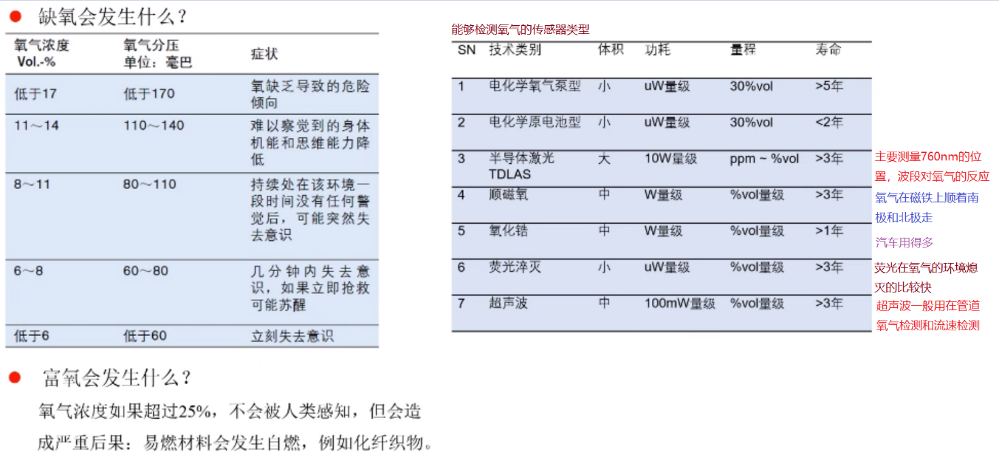 缺氧会发生什么？
氧气浓度 氧气分压 症状
Vol.-% 单位：毫巴
低于17 低于170 氧缺乏导致的危险
倾向
11～14 110～140 难以察觉到的身体
机能和思维能力降
低
8～11 80～110 持续处在该环境一
段时间没有任何警
觉后，可能突然失
去意识
6～8 60～80 几分钟内失去意
识，如果立即抢救
可能苏醒
低于6 低于60 立刻失去意识
富氧会发生什么？
氧气浓度如果超过25%，不会被人类感知，但会造
成严重后果：易燃材料会发生自燃，例如化纤织物。
能够检测氧气的传感器类型
SN 技术类别 体积 功耗 量程 寿命
1 电化学氧气泵型 小 uW量级 30%vol >5年
2 电化学原电池型 小 uW量级 30%vol <2年
3 半导体激光 大 10W量级 ppm ~ %vol >3年
TDLAS
主要测量760nm的位
置，波段对氧气的反应
4 顺磁氧 中 W量级 %vol量级 >3年
氧气在磁铁上顺着南
极和北极走
5 氧化锆 中 W量级 %vol量级 >1年
汽车用得多
6 荧光淬灭 小 uW量级 %vol量级 >3年
荧光在氧气的环境熄
灭的比较快
7 超声波 中 100mW量级 %vol量级 >3年
超声波一般用在管道
氧气检测和流速检测